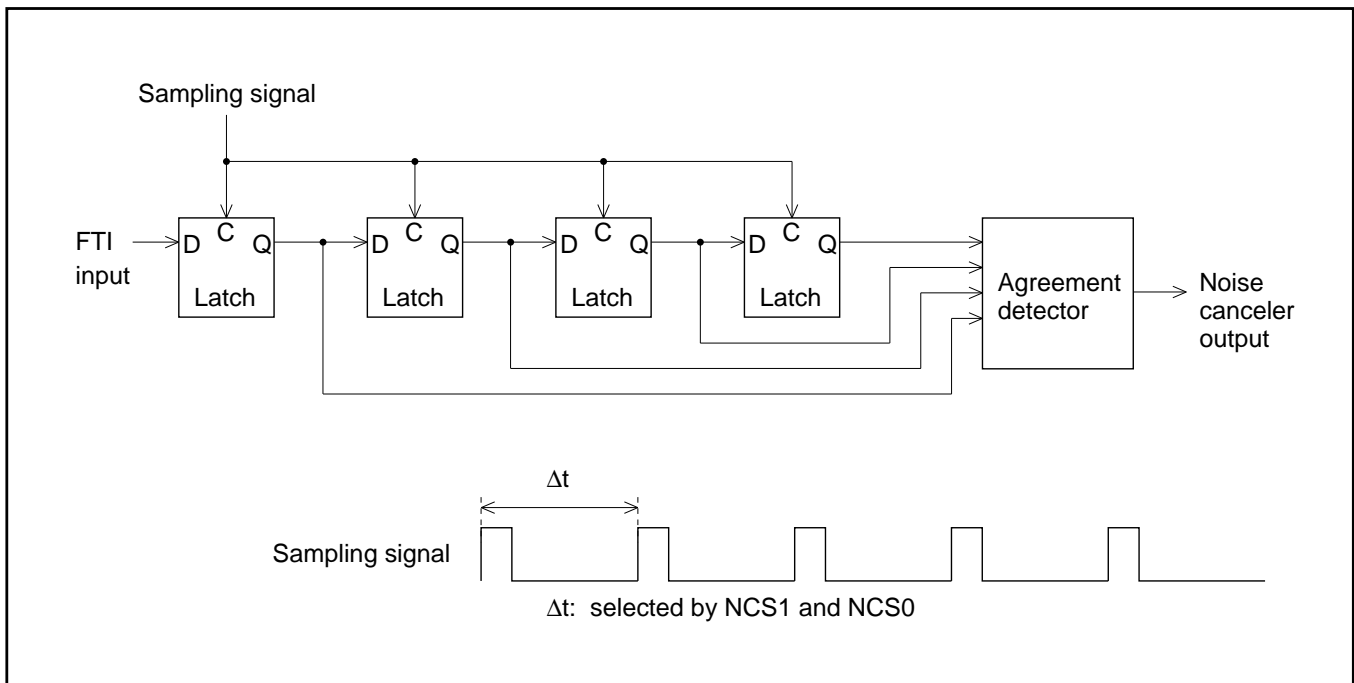 Sampling signal
FTI
input
D
C
Q
Latch
D
C
Q
Latch
D
C
Q
Latch
D
C
Q
Latch
Agreement
detector
Noise
canceler
output
Δt
Sampling signal
Δt: selected by NCS1 and NCS0